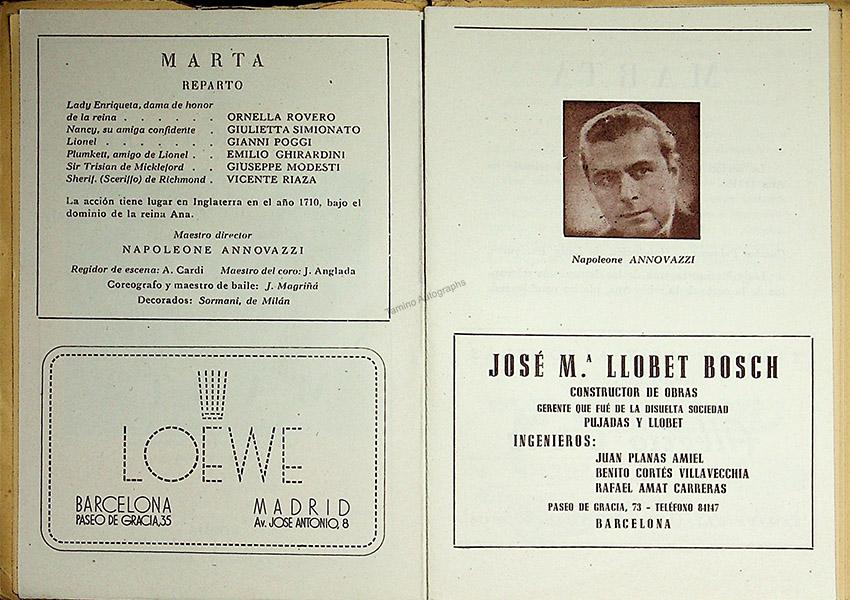 MARTA
REPARTO
Lady Enriqueta, dama de honor
de la reina . . . . . . ORNELLA ROVERO
Nancy, su amiga confidente . GIULIETTA SIMIONATO
Lionel . . . . . . . GIANNI POGGI
Plumkett, amigo de Lionel . . EMILIO GHIRARDINI
Sir Tristan de Mickleford . . GIUSEPPE MODESTI
Sherif. (Sceriffo) de Richmond . VICENTE RIAZA
La acción tiene lugar en Inglaterra en el año 1710, bajo el
dominio de la reina Ana.
Maestro director
NAPOLEONE ANNOVAZZI
Regidor de escena: A. Cardi Maestro del coro: J. Anglada
Coreografo y maestro de baile: J. Magriñá
Decorados: Sormani, de Milán
LOEWE
BARCELONA
PASEO DE GRACIA, 35
MADRID
Av. JOSE ANTONIO, 8
Tamino Autographs
Napoleone ANNOVAZZI
JOSÉ M.ª LLOBET BOSCH
CONSTRUCTOR DE OBRAS
GERENTE QUE FUÉ DE LA DISUELTA SOCIEDAD
PUJADAS Y LLOBET
INGENIEROS:
JUAN PLANAS AMIEL
BENITO CORTÉS VILLAVECCHIA
RAFAEL AMAT CARRERAS
PASEO DE GRACIA, 73 - TELÉFONO 84147
BARCELONA